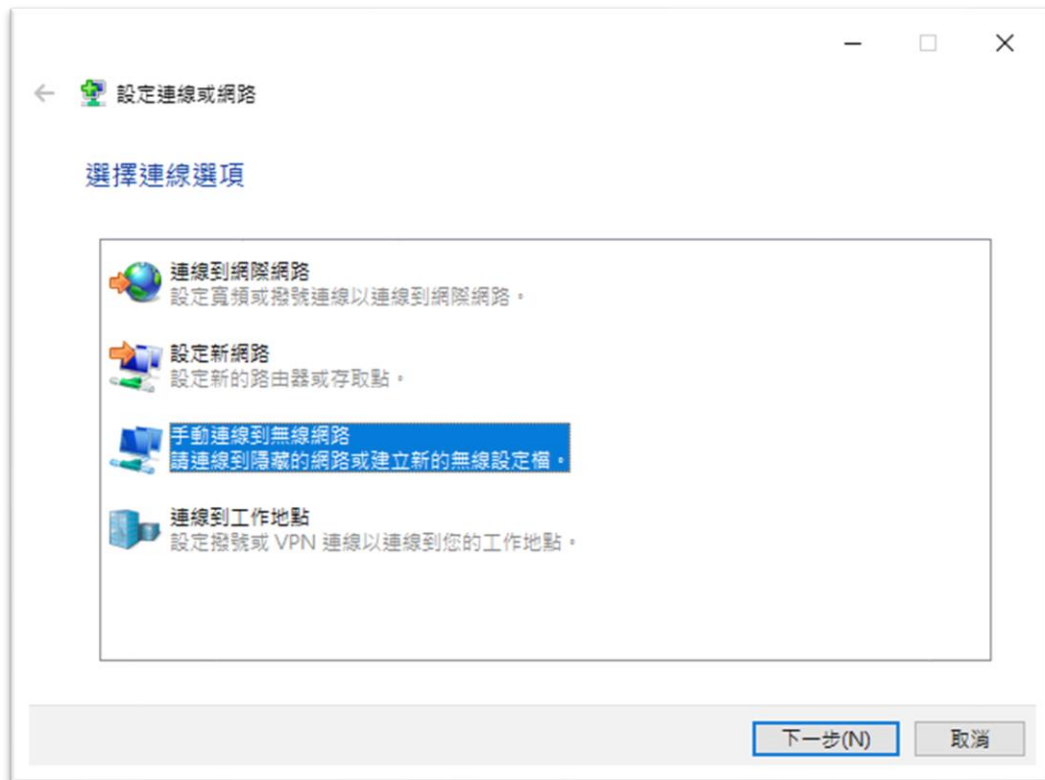 設定連線或網路
選擇連線選項
連線到網際網路
設定寬頻或撥號連線以連線到網際網路。
設定新網路
設定新的路由器或存取點。
手動連線到無線網路
請連線到隱藏的網路或建立新的無線設定檔。
連線到工作地點
設定撥號或 VPN 連線以連線到您的工作地點。
下一步(N)
取消